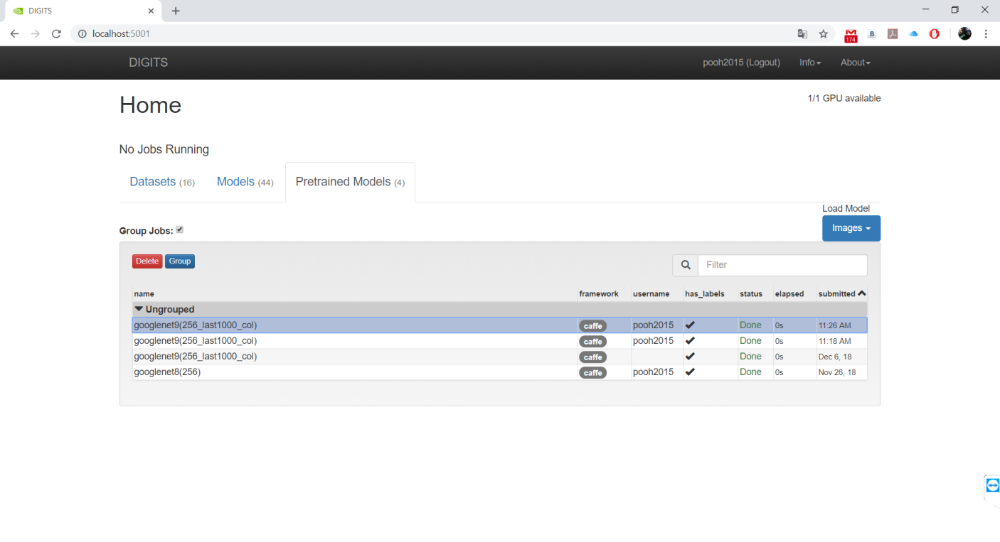 DIGITS
localhost:5001
174
B
DIGITS
pooh2015 (Logout) Info About
Home
1/1 GPU available
No Jobs Running
Datasets (16) Models (44) Pretrained Models (4)
Load Model
Images
Group Jobs:
Delete Group
Filter
name framework username has_labels status elapsed submitted
Ungrouped
googlenet9(256_last1000_col) caffe pooh2015 Done 0s 11:26 AM
googlenet9(256_last1000_col) caffe pooh2015 Done 0s 11:18 AM
googlenet9(256_last1000_col) caffe Done 0s Dec 6, 18
googlenet8(256) caffe pooh2015 Done 0s Nov 26, 18